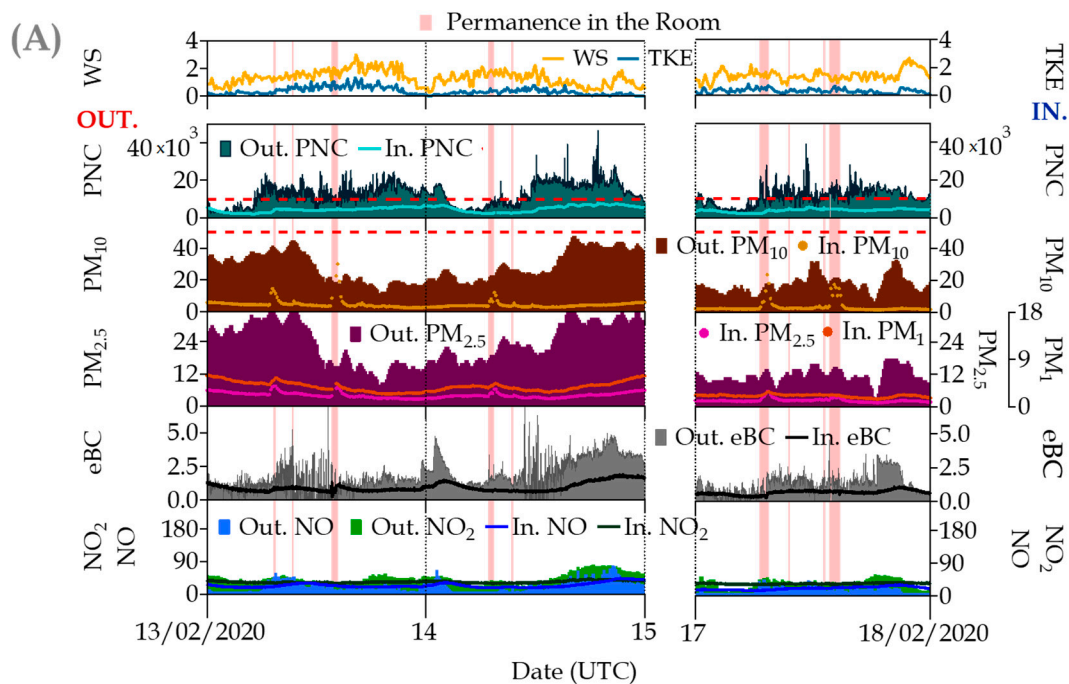 (A)
Permanence in the Room
WS
4
2
0
WS TKE
4
2
0
TKE
OUT.
IN.
PNC
40 ×10³
20
0
Out. PNC In. PNC
40 ×10³
20
0
PNC
PM₁₀
40
20
0
Out. PM₁₀ In. PM₁₀
40
20
0
PM₁₀
PM₂.₅
24
12
0
Out. PM₂.₅
In. PM₂.₅ In. PM₁
24
12
0
PM₂.₅
18
9
0
PM₁
eBC
5.0
2.5
0.0
Out. eBC In. eBC
5.0
2.5
0.0
eBC
NO₂
NO
180
90
0
Out. NO Out. NO₂ In. NO In. NO₂
180
90
0
NO₂
NO
13/02/2020 14 15 17 18/02/2020
Date (UTC)